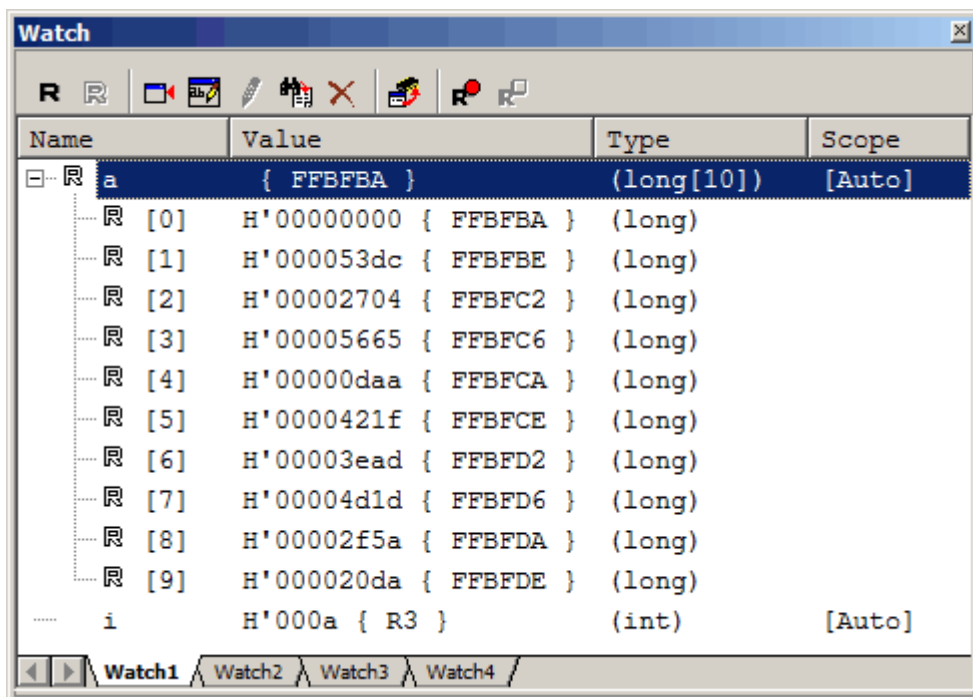 Watch
R R ab R R
Name Value Type Scope
R a { FFBFBA } (long[10]) [Auto]
R [0] H'00000000 { FFBFBA } (long)
R [1] H'000053dc { FFBFBE } (long)
R [2] H'00002704 { FFBFC2 } (long)
R [3] H'00005665 { FFBFC6 } (long)
R [4] H'00000daa { FFBFCA } (long)
R [5] H'0000421f { FFBFCE } (long)
R [6] H'00003ead { FFBFD2 } (long)
R [7] H'00004d1d { FFBFD6 } (long)
R [8] H'00002f5a { FFBFDA } (long)
R [9] H'000020da { FFBFDE } (long)
i H'000a { R3 } (int) [Auto]
Watch1 Watch2 Watch3 Watch4